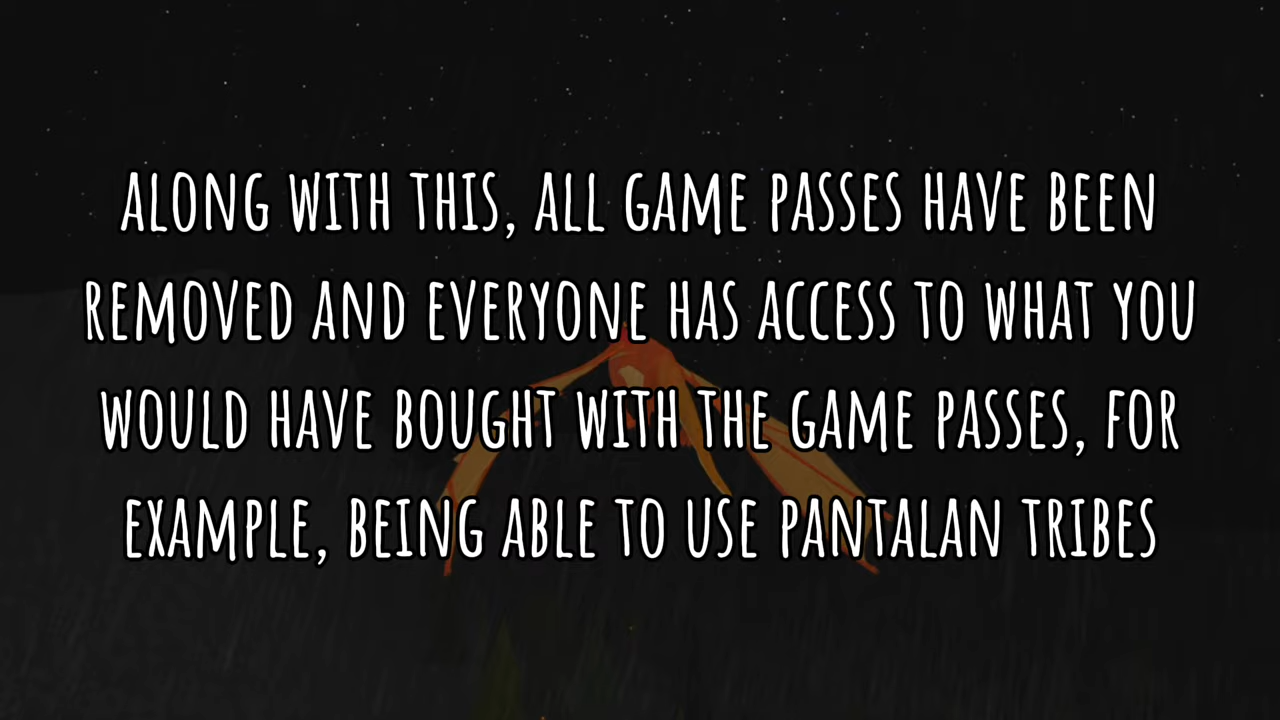 ALONG WITH THIS, ALL GAME PASSES HAVE BEEN
REMOVED AND EVERYONE HAS ACCESS TO WHAT YOU
WOULD HAVE BOUGHT WITH THE GAME PASSES, FOR
EXAMPLE, BEING ABLE TO USE PANTALAN TRIBES